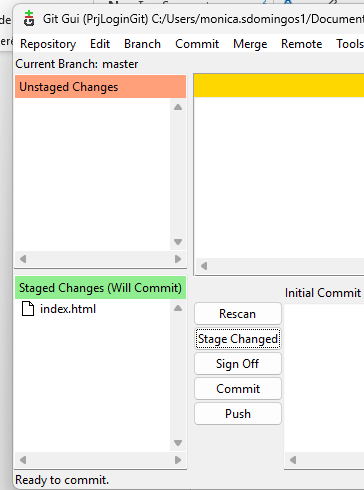 Git Gui (PrjLoginGit) C:/Users/monica.sdomingos1/Document
Repository Edit Branch Commit Merge Remote Tools
Current Branch: master
Unstaged Changes
Staged Changes (Will Commit)
index.html
Initial Commit
Rescan
Stage Changed
Sign Off
Commit
Push
Ready to commit.